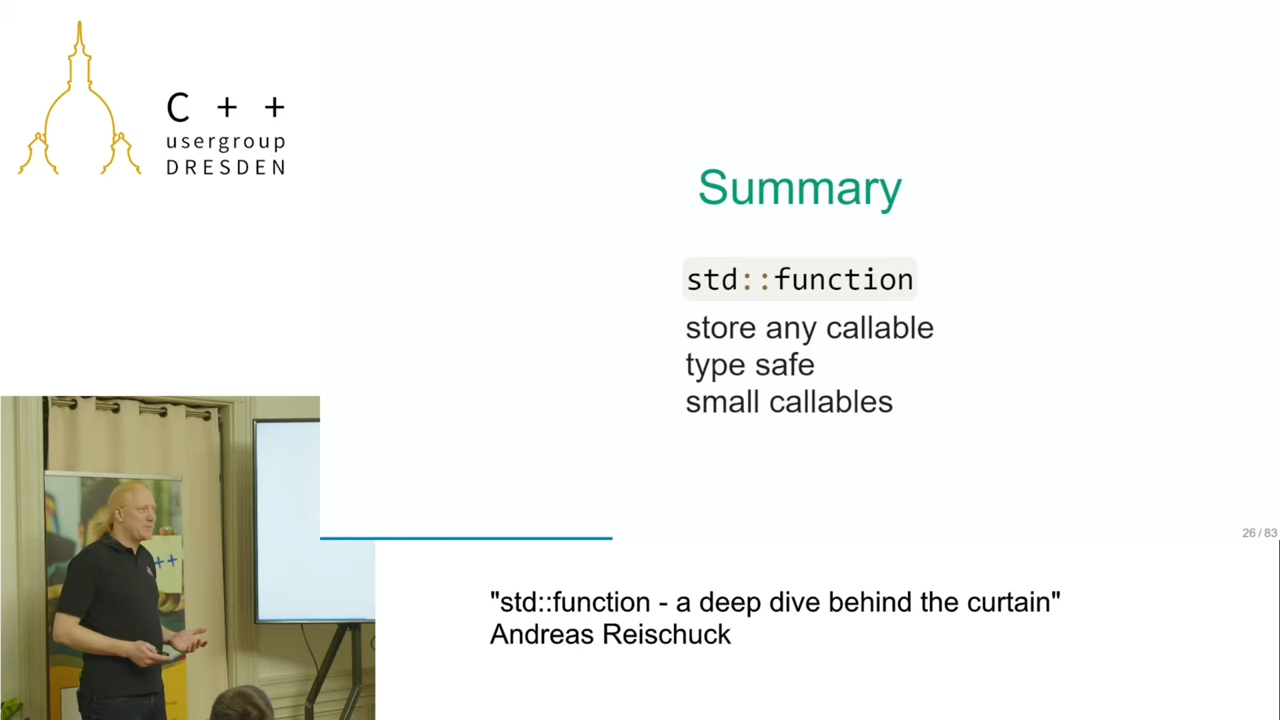 C + +
usergroup
DRESDEN
Summary
std::function
store any callable
type safe
small callables
26 / 83
++
"std::function - a deep dive behind the curtain"
Andreas Reischuck